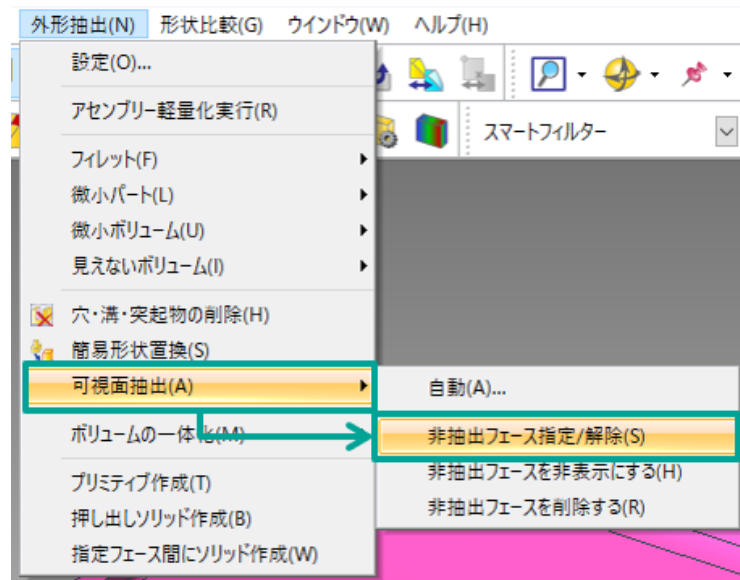 外形抽出(N) 形状比較(G) ウインドウ(W) ヘルプ(H)
設定(O)...
アセンブリー軽量化実行(R)
スマートフィルター
フィレット(F)
微小パート(L)
微小ボリューム(U)
見えないボリューム(I)
穴・溝・突起物の削除(H)
簡易形状置換(S)
可視面抽出(A)
自動(A)...
ボリュームの一体化(M)
非抽出フェース指定/解除(S)
非抽出フェースを非表示にする(H)
プリミティブ作成(T)
非抽出フェースを削除する(R)
押し出しソリッド作成(B)
指定フェース間にソリッド作成(W)